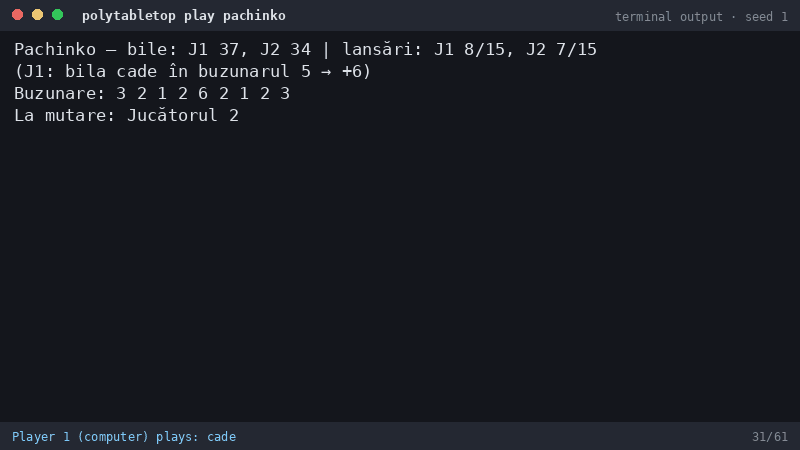 polytabletop play pachinko
terminal output · seed 1
Pachinko — bile: J1 37, J2 34 | lansări: J1 8/15, J2 7/15
(J1: bila cade în buzunarul 5 → +6)
Buzunare: 3 2 1 2 6 2 1 2 3
La mutare: Jucătorul 2
Player 1 (computer) plays: cade
31/61